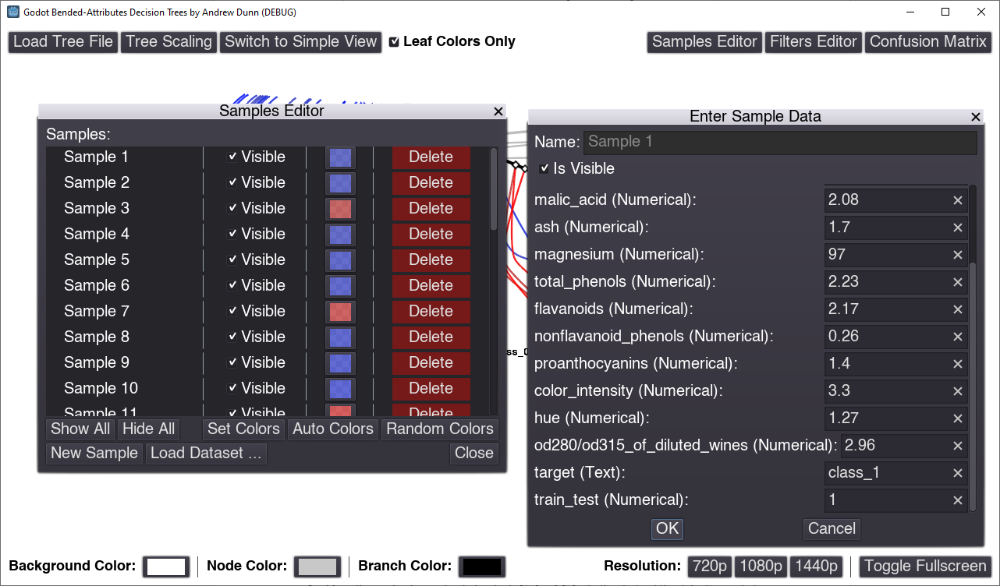 Godot Bended-Attributes Decision Trees by Andrew Dunn (DEBUG)
Load Tree File Tree Scaling Switch to Simple View Leaf Colors Only Samples Editor Filters Editor Confusion Matrix
Samples Editor
Samples:
Sample 1 Visible Delete
Sample 2 Visible Delete
Sample 3 Visible Delete
Sample 4 Visible Delete
Sample 5 Visible Delete
Sample 6 Visible Delete
Sample 7 Visible Delete
Sample 8 Visible Delete
Sample 9 Visible Delete
Sample 10 Visible Delete
Sample 11 Visible Delete
Show All Hide All Set Colors Auto Colors Random Colors
New Sample Load Dataset ... Close
Enter Sample Data
Name: Sample 1
Is Visible
malic_acid (Numerical): 2.08
ash (Numerical): 1.7
magnesium (Numerical): 97
total_phenols (Numerical): 2.23
flavanoids (Numerical): 2.17
nonflavanoid_phenols (Numerical): 0.26
proanthocyanins (Numerical): 1.4
color_intensity (Numerical): 3.3
hue (Numerical): 1.27
od280/od315_of_diluted_wines (Numerical): 2.96
target (Text): class_1
train_test (Numerical): 1
OK Cancel
Background Color: Node Color: Branch Color: Resolution: 720p 1080p 1440p Toggle Fullscreen